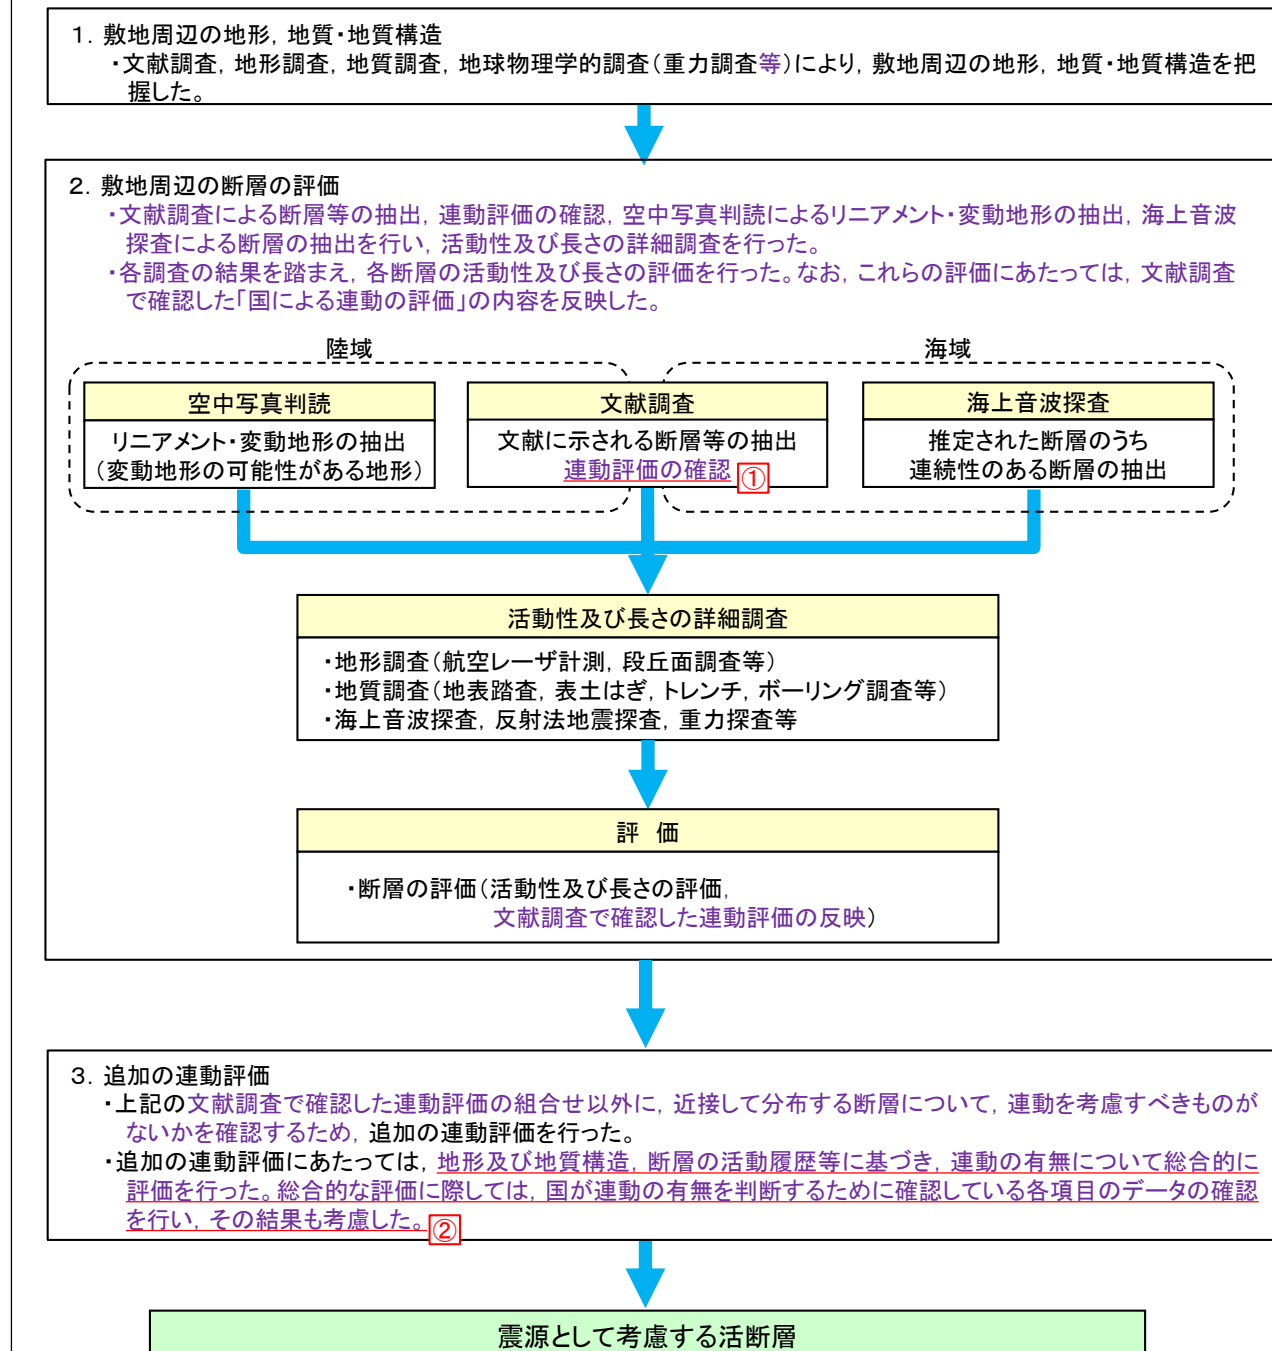 1．敷地周辺の地形，地質・地質構造
・文献調査，地形調査，地質調査，地球物理学的調査（重力調査等）により，敷地周辺の地形，地質・地質構造を把
握した。
2．敷地周辺の断層の評価
・文献調査による断層等の抽出，連動評価の確認，空中写真判読によるリニアメント・変動地形の抽出，海上音波
探査による断層の抽出を行い，活動性及び長さの詳細調査を行った。
・各調査の結果を踏まえ，各断層の活動性及び長さの評価を行った。なお，これらの評価にあたっては，文献調査
で確認した「国による連動の評価」の内容を反映した。
陸域
海域
空中写真判読
リニアメント・変動地形の抽出
（変動地形の可能性がある地形）
文献調査
文献に示される断層等の抽出
連動評価の確認 ①
海上音波探査
推定された断層のうち
連続性のある断層の抽出
活動性及び長さの詳細調査
・地形調査（航空レーザ計測，段丘面調査等）
・地質調査（地表踏査，表土はぎ，トレンチ，ボーリング調査等）
・海上音波探査，反射法地震探査，重力探査等
評　価
・断層の評価（活動性及び長さの評価，
文献調査で確認した連動評価の反映）
3．追加の連動評価
・上記の文献調査で確認した連動評価の組合せ以外に，近接して分布する断層について，連動を考慮すべきものが
ないかを確認するため，追加の連動評価を行った。
・追加の連動評価にあたっては，地形及び地質構造，断層の活動履歴等に基づき，連動の有無について総合的に
評価を行った。総合的な評価に際しては，国が連動の有無を判断するために確認している各項目のデータの確認
を行い，その結果も考慮した。②
震源として考慮する活断層